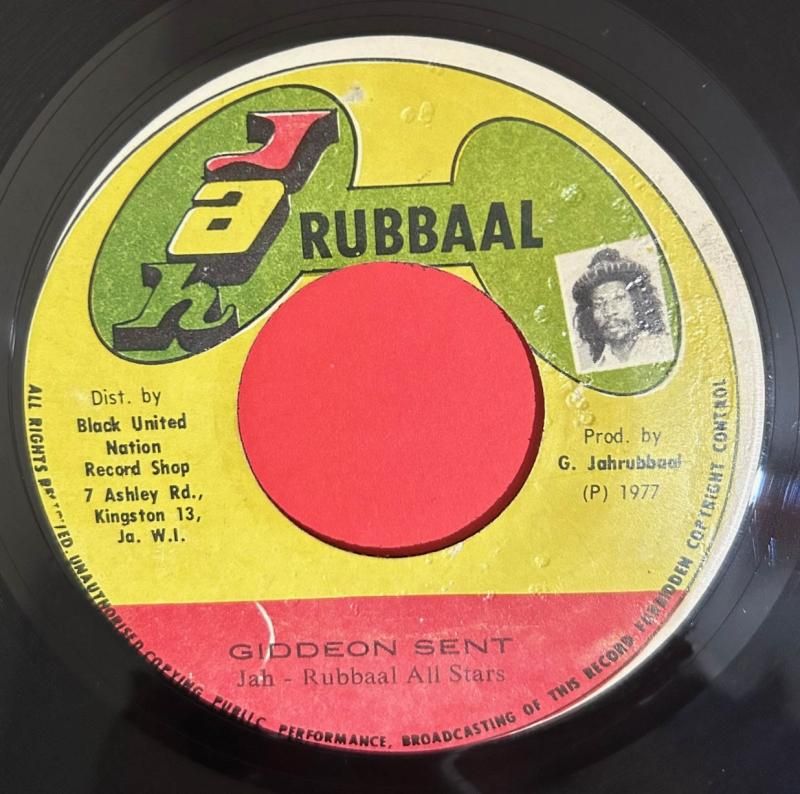 Jah
RUBBAAL
Dist. by
Black United
Nation
Record Shop
7 Ashley Rd.,
Kingston 13,
Ja. W.I.
Prod. by
G. Jahrubbaal
(P) 1977
GIDDEON SENT
Jah - Rubbaal All Stars
ALL RIGHTS UNAUTHORISED COPYING, PUBLIC PERFORMANCE, BROADCASTING OF THIS RECORD FORBIDDEN COPYRIGHT CONTROL